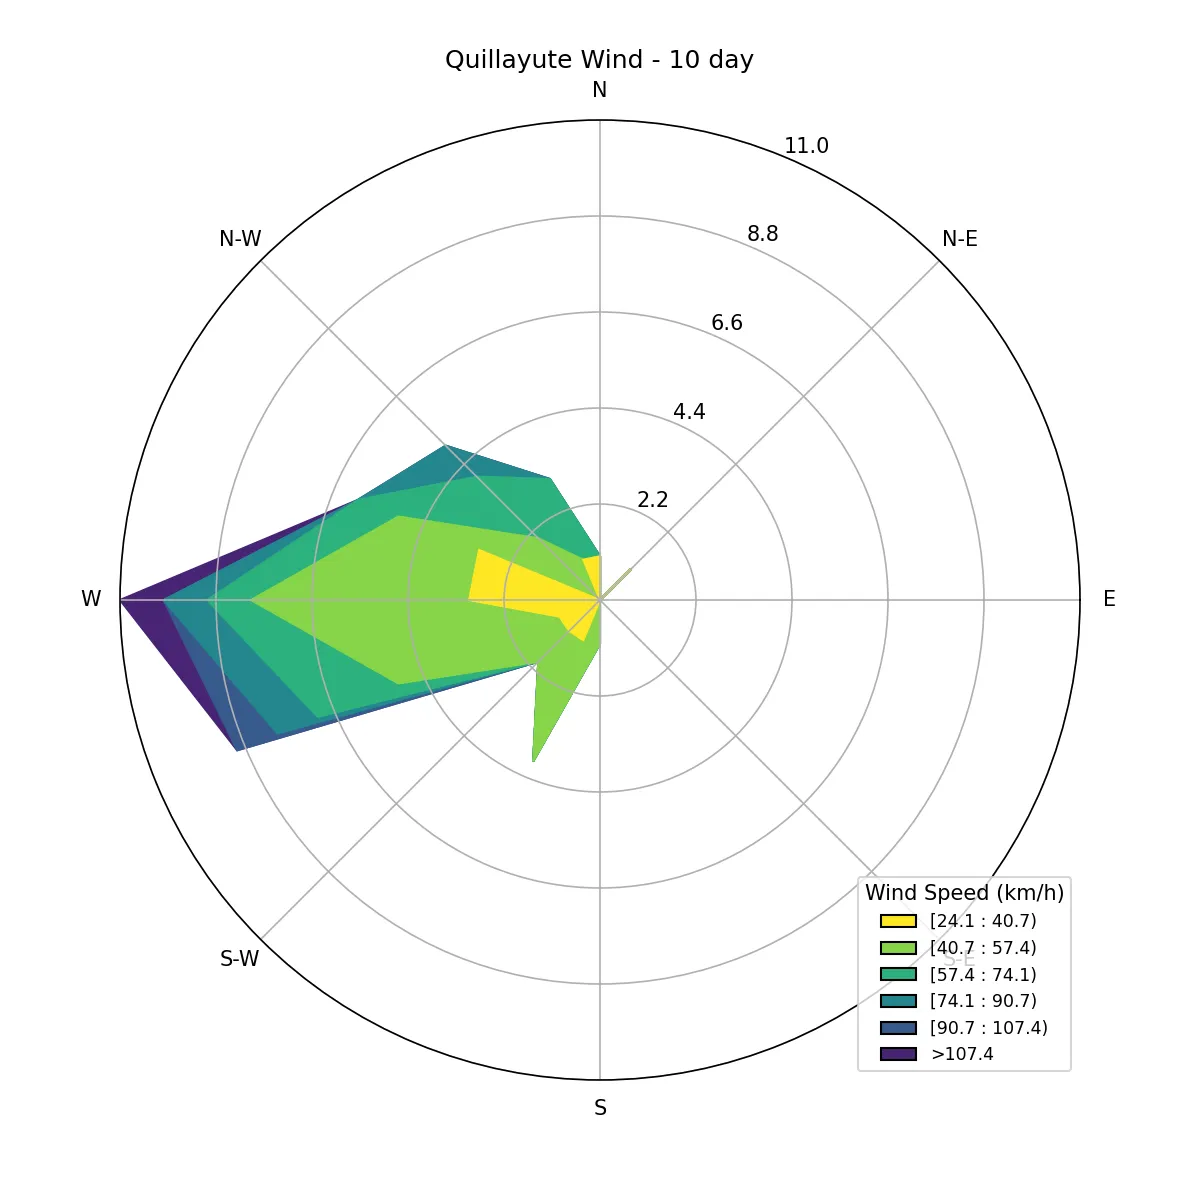 Quillayute Wind - 10 day
N
11.0
N-W
8.8
N-E
6.6
4.4
2.2
W
E
S-W
S-E
S
Wind Speed (km/h)
[24.1 : 40.7)
[40.7 : 57.4)
[57.4 : 74.1)
[74.1 : 90.7)
[90.7 : 107.4)
>107.4